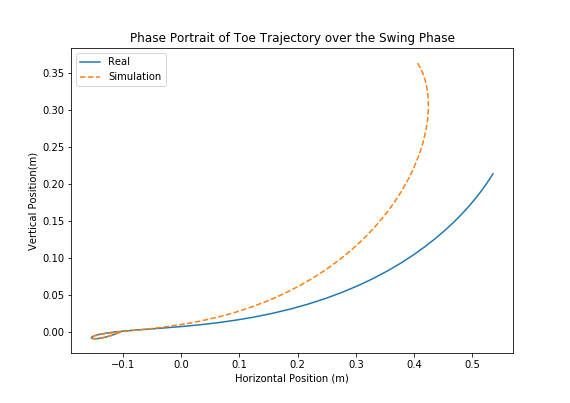 Phase Portrait of Toe Trajectory over the Swing Phase
Real
Simulation
0.35
0.30
0.25
0.20
0.15
0.10
0.05
0.00
Vertical Position(m)
−0.1 0.0 0.1 0.2 0.3 0.4 0.5
Horizontal Position (m)